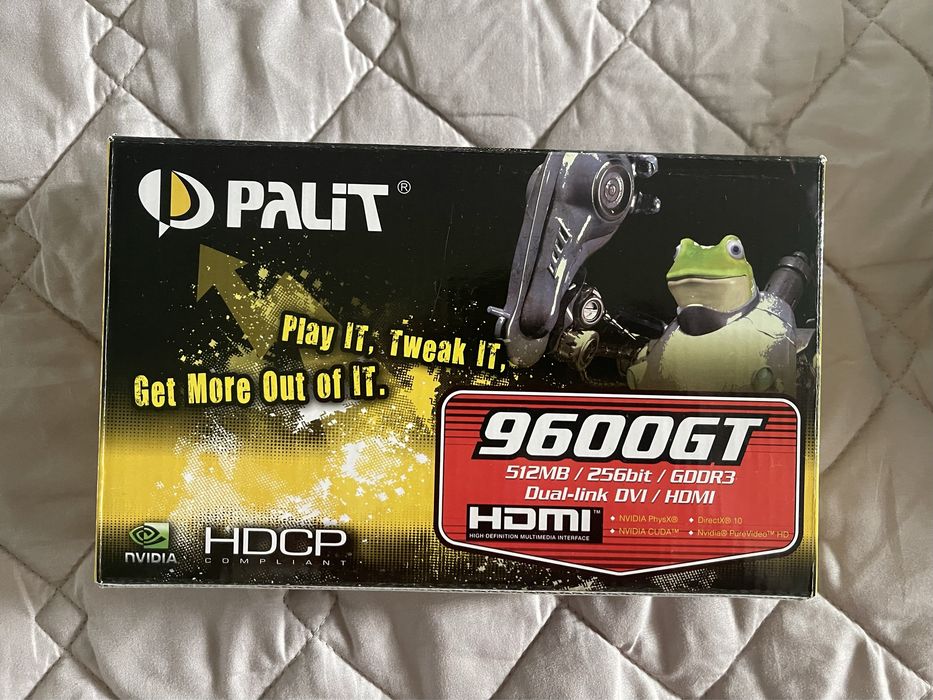 PALIT®
Play IT, Tweak IT,
Get More Out of IT.
9600GT
512MB / 256bit / GDDR3
Dual-link DVI / HDMI
HDMI™
HIGH DEFINITION MULTIMEDIA INTERFACE
NVIDIA PhysX®
DirectX® 10
NVIDIA CUDA™
Nvidia® PureVideo™ HD
NVIDIA
HDCP
COMPLIANT